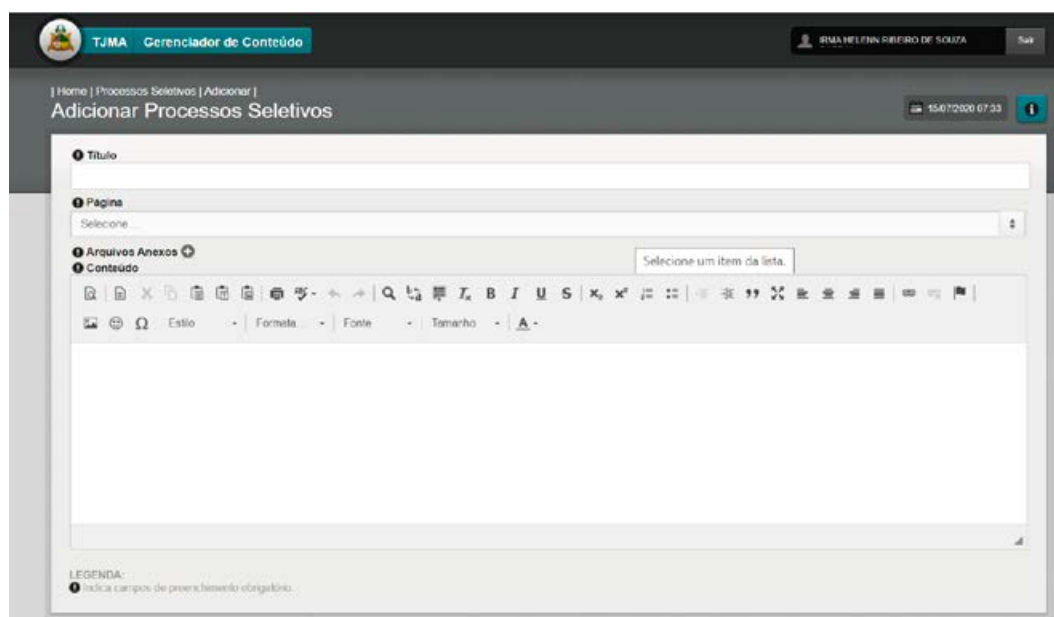 TJMA Gerenciador de Conteúdo
IRMA HELENN RIBEIRO DE SOUZA
Sair
| Home | Processos Seletivos | Adicionar |
Adicionar Processos Seletivos
15/07/2020 07:33
Título
Página
Selecione...
Arquivos Anexos
Selecione um item da lista.
Conteúdo
Estilo
Formata...
Fonte
Tamanho
LEGENDA:
indica campos de preenchimento obrigatório.